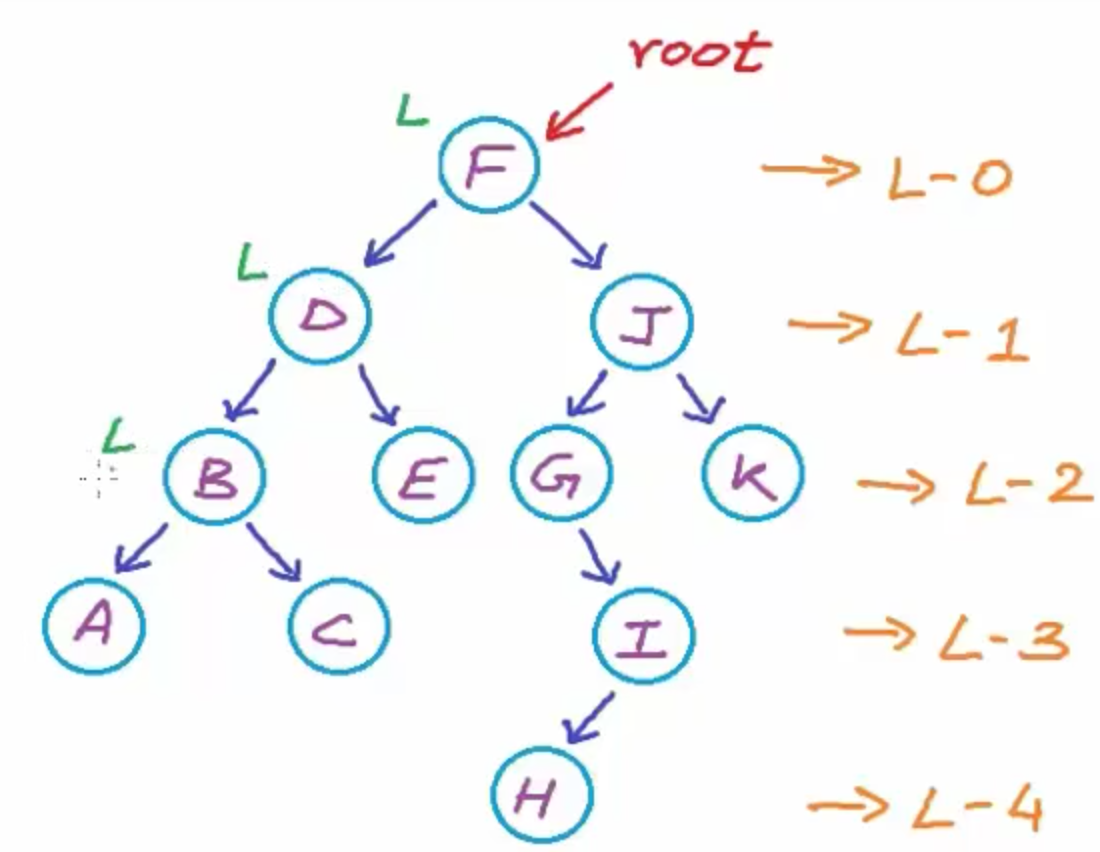 root
L
F
→ L-0
L
D
J
→ L-1
L
B
E
G
K
→ L-2
A
C
I
→ L-3
H
→ L-4